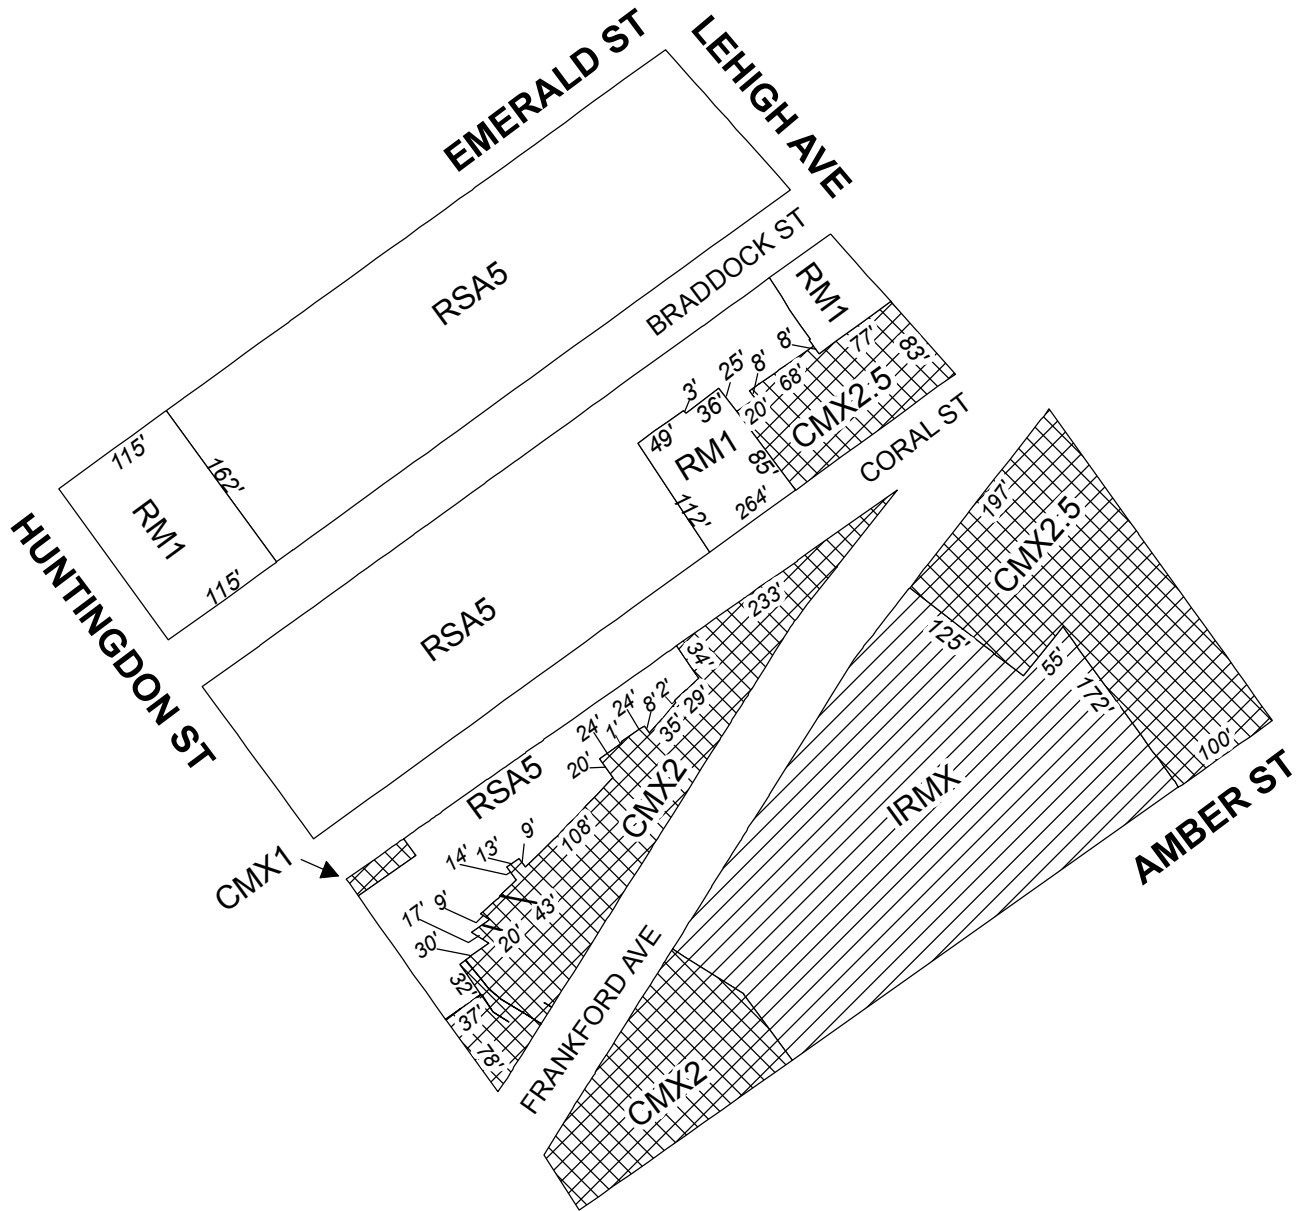 EMERALD ST
LEHIGH AVE
RSA5
BRADDOCK ST
RM1
8'
77'
83'
25'
8'
68'
3'
36'
20'
CMX2.5
49'
RM1
85'
CORAL ST
115'
162'
RM1
115'
112'
264'
197'
CMX2.5
HUNTINGDON ST
RSA5
233'
125'
55'
172'
34'
24'
8'
2'
29'
24'
1'
35'
20'
100'
RSA5
CMX2
IRMX
AMBER ST
9'
108'
13'
14'
CMX1
17'
9'
43'
30'
20'
32'
37'
78'
FRANKFORD AVE
CMX2